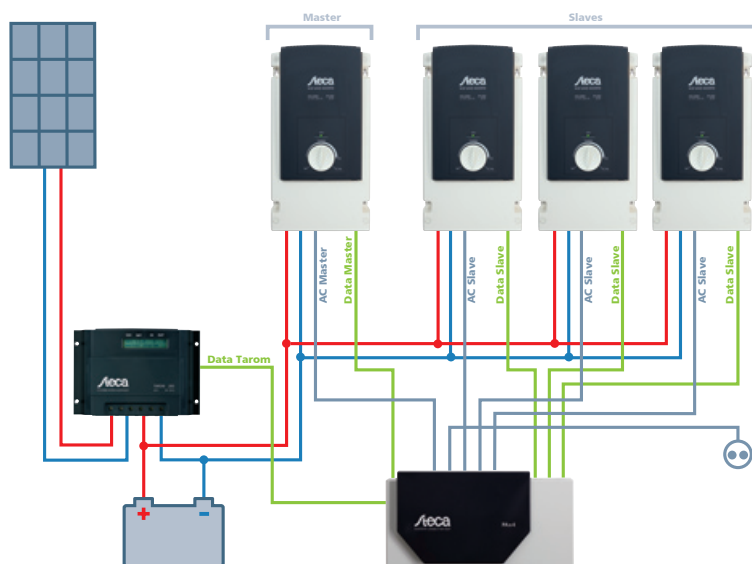 Master
Slaves
Steca
Steca
Steca
Steca
AC Master
Data Master
AC Slave
Data Slave
AC Slave
Data Slave
AC Slave
Data Slave
Data Tarom
Steca
+
-
Steca